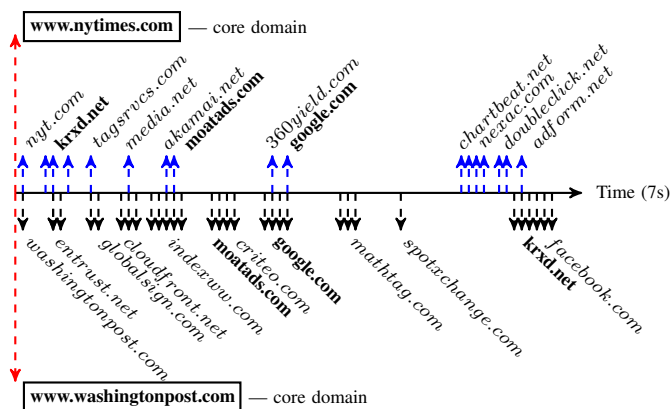 www.nytimes.com — core domain
nyt.com
krxd.net
tagsrvcs.com
media.net
akamai.net
moatads.com
360yield.com
google.com
chartbeat.net
nexac.com
doubleclick.net
adform.net
Time (7s)
washingtonpost.com
entrust.net
globalsign.com
cloudfront.net
indexww.com
moatads.com
criteo.com
google.com
mathtag.com
spotxchange.com
krxd.net
facebook.com
www.washingtonpost.com — core domain